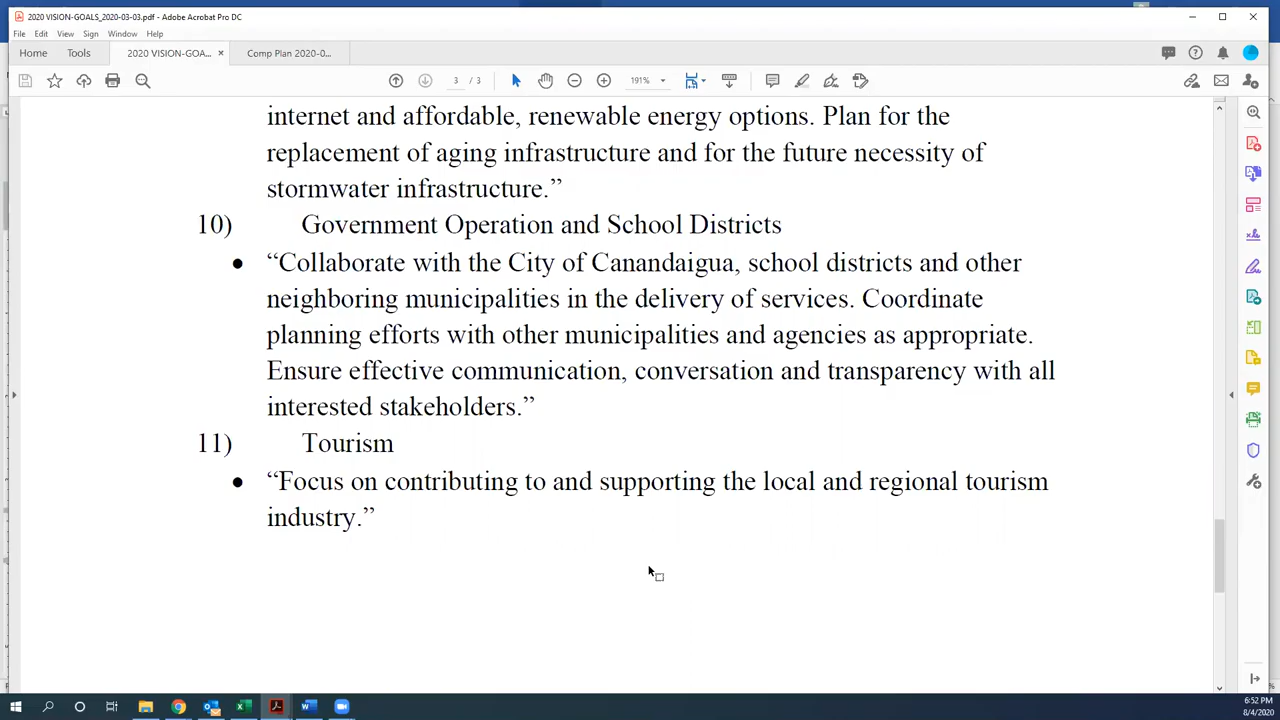 2020 VISION-GOALS_2020-03-03.pdf - Adobe Acrobat Pro DC
File Edit View Sign Window Help
Home Tools 2020 VISION-GOA... × Comp Plan 2020-0...
3 / 3 191%
internet and affordable, renewable energy options. Plan for the
replacement of aging infrastructure and for the future necessity of
stormwater infrastructure.”
10) Government Operation and School Districts
• “Collaborate with the City of Canandaigua, school districts and other
neighboring municipalities in the delivery of services. Coordinate
planning efforts with other municipalities and agencies as appropriate.
Ensure effective communication, conversation and transparency with all
interested stakeholders.”
11) Tourism
• “Focus on contributing to and supporting the local and regional tourism
industry.”
6:52 PM
8/4/2020